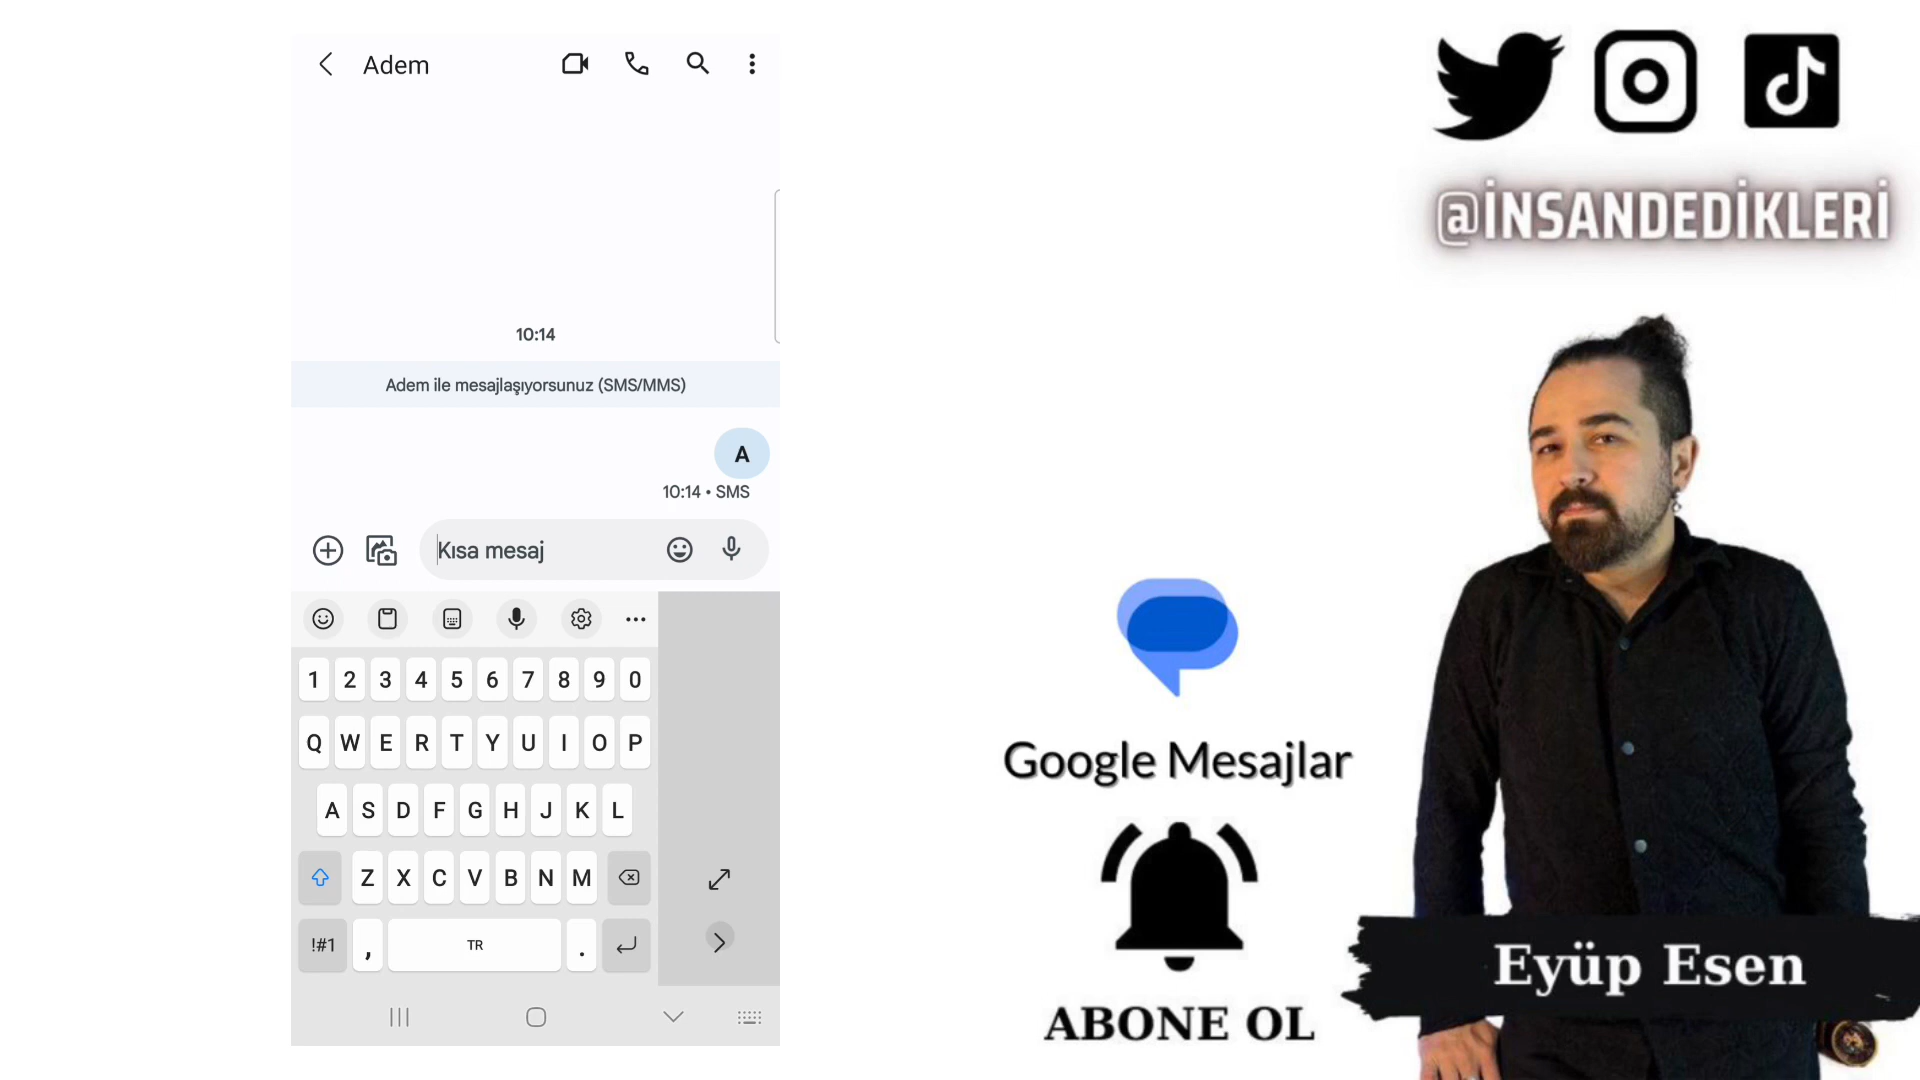 Adem
10:14
Adem ile mesajlaşıyorsunuz (SMS/MMS)
A
10:14 • SMS
Kısa mesaj
1 2 3 4 5 6 7 8 9 0
Q W E R T Y U I O P
A S D F G H J K L
Z X C V B N M
!#1 , TR .
@İNSANDEDİKLERİ
Google Mesajlar
ABONE OL
Eyüp Esen